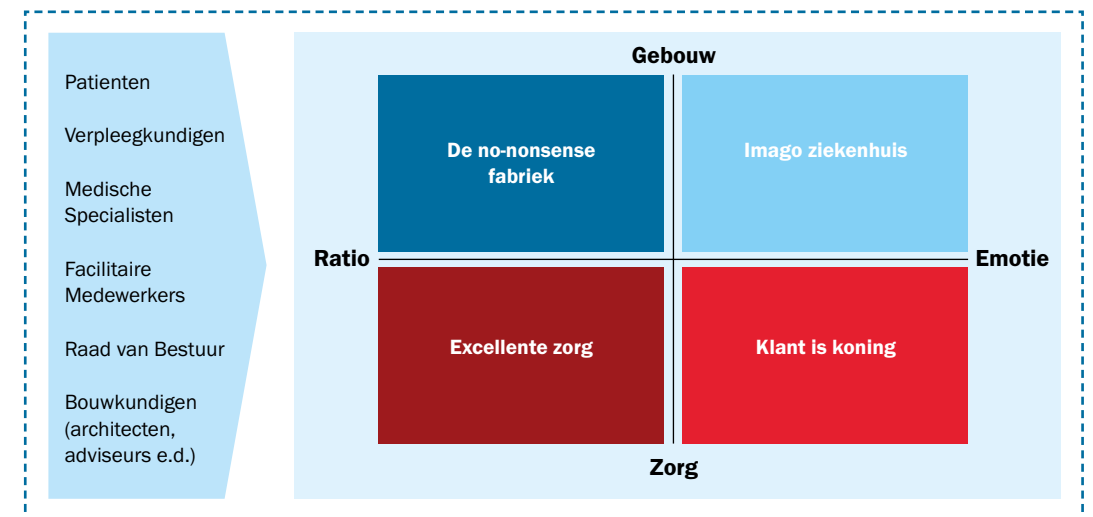 Patienten
Verpleegkundigen
Medische
Specialisten
Facilitaire
Medewerkers
Raad van Bestuur
Bouwkundigen
(architecten,
adviseurs e.d.)
Gebouw
De no-nonsense
fabriek
Imago ziekenhuis
Ratio
Emotie
Excellente zorg
Klant is koning
Zorg